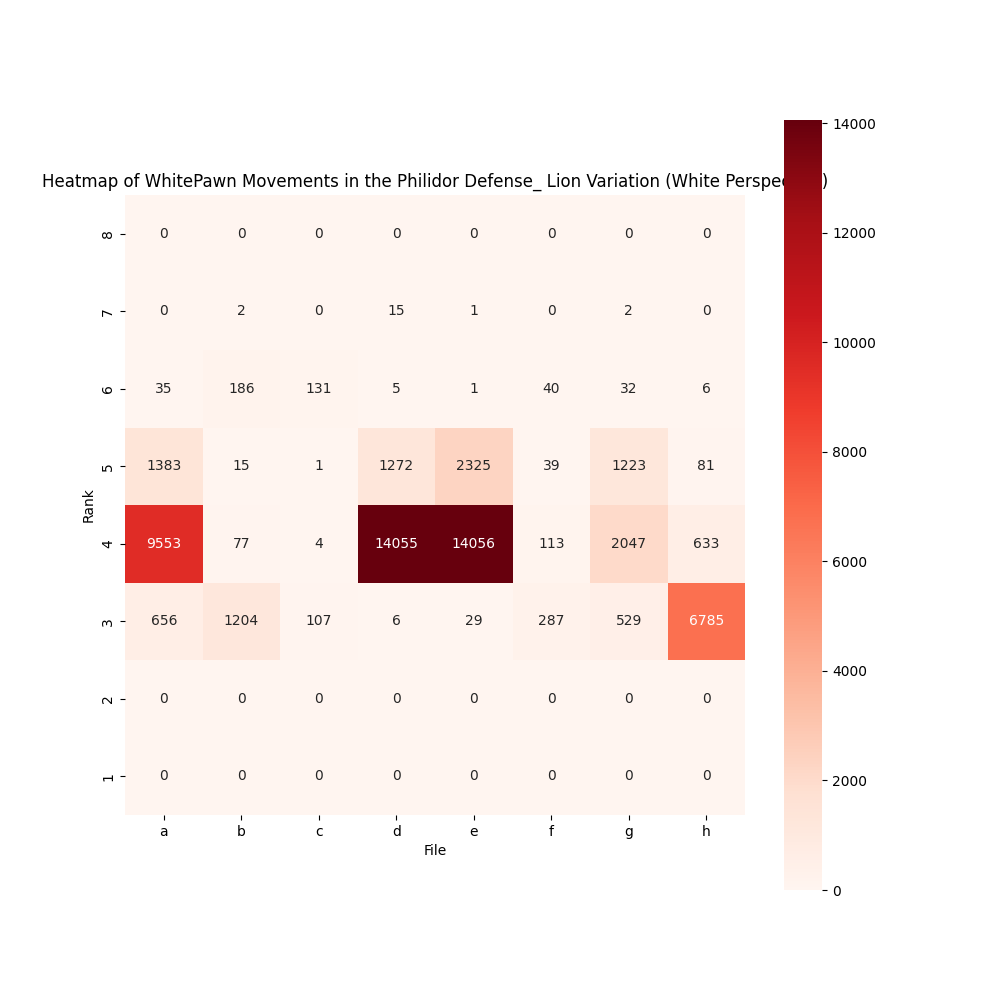 Heatmap of WhitePawn Movements in the Philidor Defense_ Lion Variation (White Perspec )
14000
12000
10000
8000
6000
4000
2000
0
Rank
8 0 0 0 0 0 0 0 0
7 0 2 0 15 1 0 2 0
6 35 186 131 5 1 40 32 6
5 1383 15 1 1272 2325 39 1223 81
4 9553 77 4 14055 14056 113 2047 633
3 656 1204 107 6 29 287 529 6785
2 0 0 0 0 0 0 0 0
1 0 0 0 0 0 0 0 0
a b c d e f g h
File